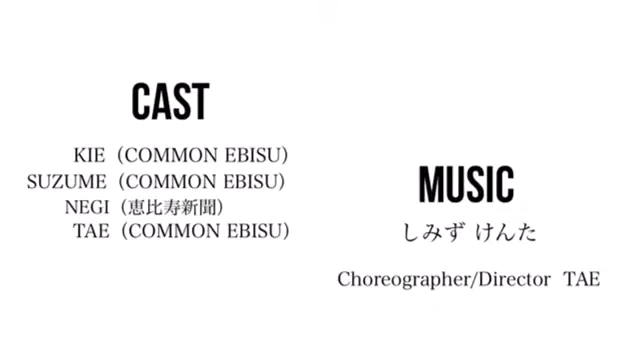 CAST
KIE（COMMON EBISU）
SUZUME（COMMON EBISU）
NEGI（恵比寿新聞）
TAE（COMMON EBISU）
MUSIC
しみず けんた
Choreographer/Director TAE